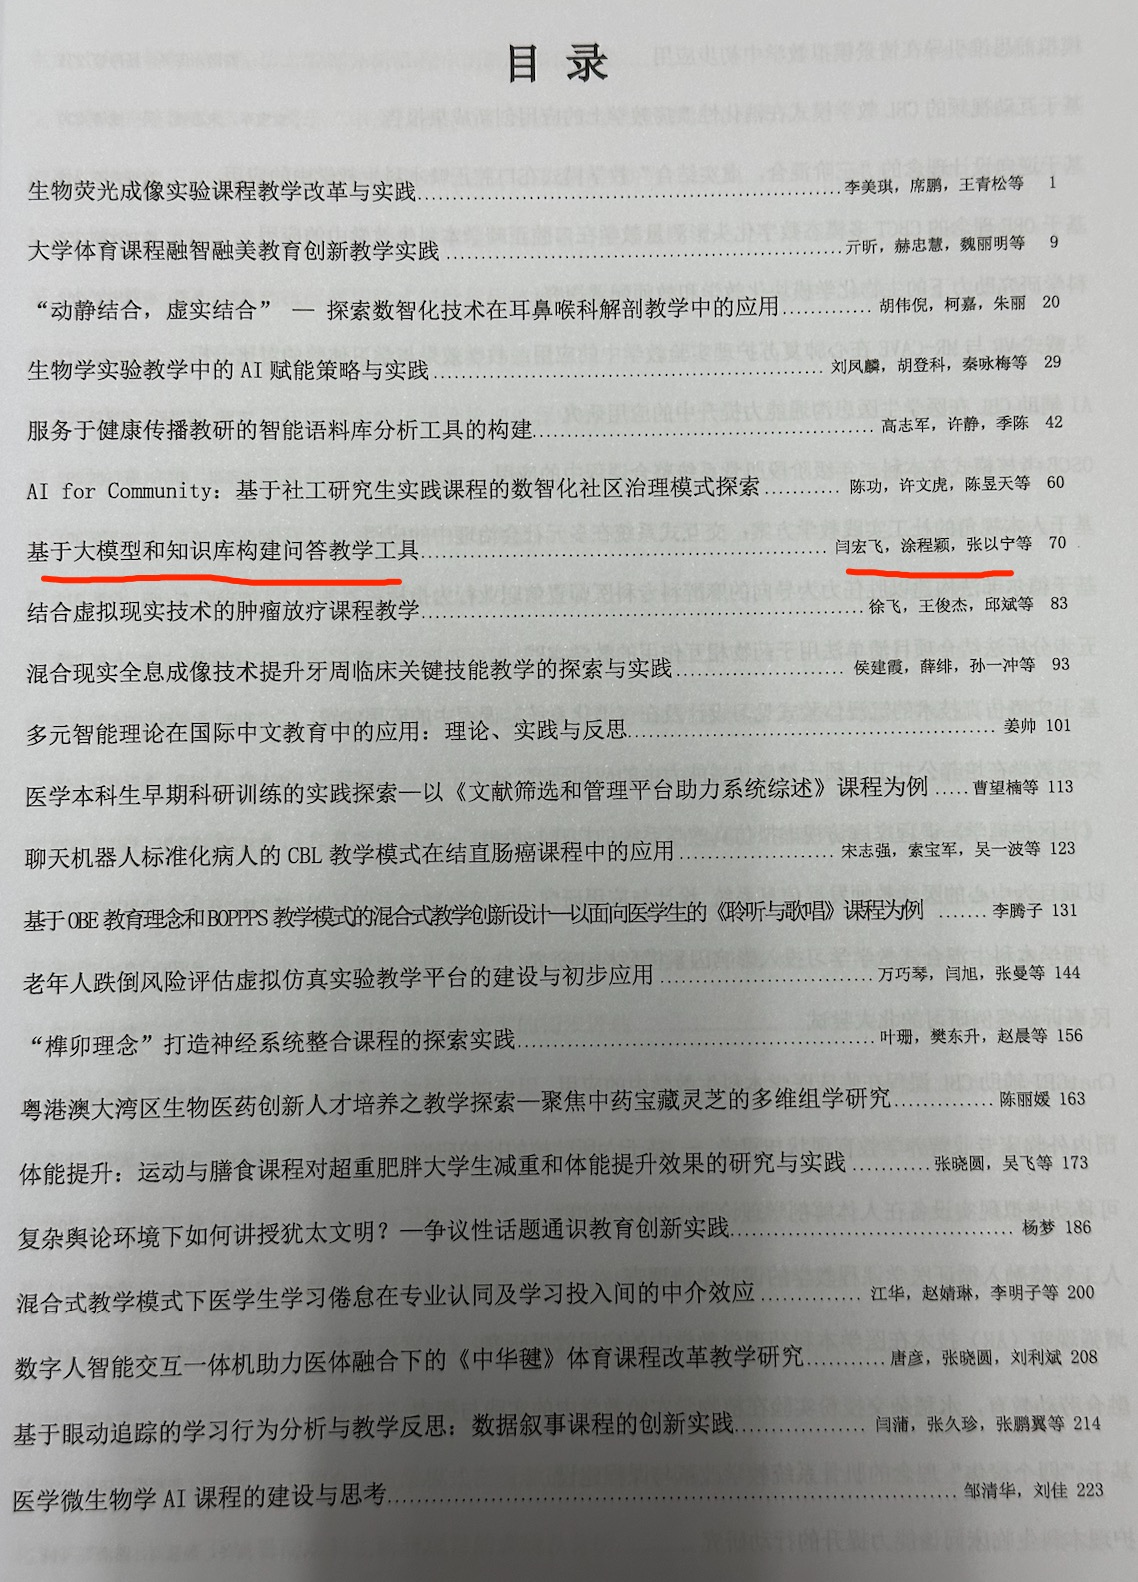 目 录
生物荧光成像实验课程教学改革与实践........................................李美琪，席鹏，王青松等 1
大学体育课程融智融美教育创新教学实践........................................亓昕，赫忠慧，魏丽明等 9
“动静结合，虚实结合” — 探索数智化技术在耳鼻喉科解剖教学中的应用............胡伟倪，柯嘉，朱丽 20
生物学实验教学中的 AI 赋能策略与实践........................................刘凤麟，胡登科，秦咏梅等 29
服务于健康传播教研的智能语料库分析工具的构建..................................高志军，许静，季陈 42
AI for Community：基于社工研究生实践课程的数智化社区治理模式探索..........陈功，许文虎，陈昱天等 60
基于大模型和知识库构建问答教学工具..........................................闫宏飞，涂程颖，张以宁等 70
结合虚拟现实技术的肿瘤放疗课程教学..............................................徐飞，王俊杰，邱斌等 83
混合现实全息成像技术提升牙周临床关键技能教学的探索与实践..................侯建霞，薛绯，孙一冲等 93
多元智能理论在国际中文教育中的应用：理论、实践与反思..........................................姜帅 101
医学本科生早期科研训练的实践探索—以《文献筛选和管理平台助力系统综述》课程为例.....曹望楠等 113
聊天机器人标准化病人的 CBL 教学模式在结直肠癌课程中的应用................宋志强，索宝军，吴一波等 123
基于 OBE 教育理念和 BOPPPS 教学模式的混合式教学创新设计—以面向医学生的《聆听与歌唱》课程为例 .......李腾子 131
老年人跌倒风险评估虚拟仿真实验教学平台的建设与初步应用......................万巧琴，闫旭，张曼等 144
“榫卯理念”打造神经系统整合课程的探索实践......................................叶珊，樊东升，赵晨等 156
粤港澳大湾区生物医药创新人才培养之教学探索—聚焦中药宝藏灵芝的多维组学研究.............陈丽媛 163
体能提升：运动与膳食课程对超重肥胖大学生减重和体能提升效果的研究与实践...........张晓圆，吴飞等 173
复杂舆论环境下如何讲授犹太文明？—争议性话题通识教育创新实践................................杨梦 186
混合式教学模式下医学生学习倦怠在专业认同及学习投入间的中介效应.............江华，赵婧琳，李明子等 200
数字人智能交互一体机助力医体融合下的《中华毽》体育课程改革教学研究...........唐彦，张晓圆，刘利斌 208
基于眼动追踪的学习行为分析与教学反思：数据叙事课程的创新实践..................闫蒲，张久珍，张鹏翼等 214
医学微生物学 AI 课程的建设与思考............................................................邹清华，刘佳 223